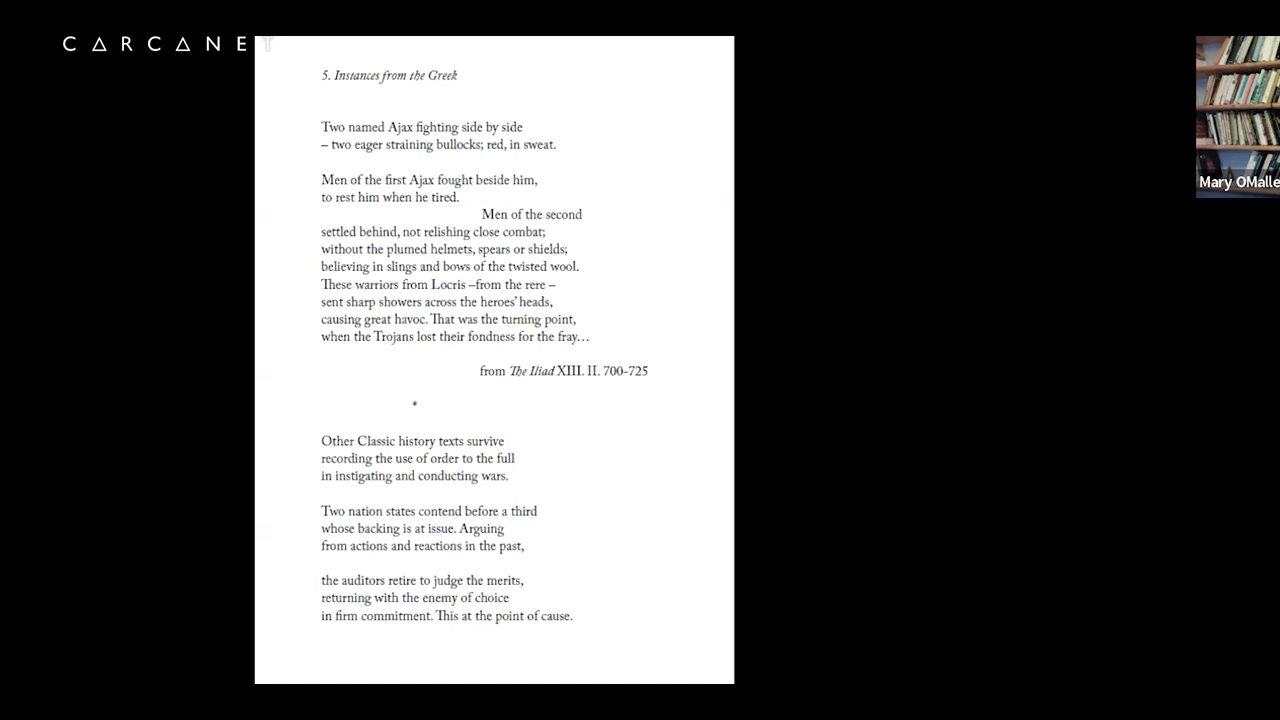 CARCANET
5. Instances from the Greek
Two named Ajax fighting side by side
– two eager straining bullocks; red, in sweat.
Men of the first Ajax fought beside him,
to rest him when he tired.
Men of the second
settled behind, not relishing close combat;
without the plumed helmets, spears or shields;
believing in slings and bows of the twisted wool.
These warriors from Locris –from the rere –
sent sharp showers across the heroes' heads,
causing great havoc. That was the turning point,
when the Trojans lost their fondness for the fray…
from The Iliad XIII. II. 700-725
*
Other Classic history texts survive
recording the use of order to the full
in instigating and conducting wars.
Two nation states contend before a third
whose backing is at issue. Arguing
from actions and reactions in the past,
the auditors retire to judge the merits,
returning with the enemy of choice
in firm commitment. This at the point of cause.
Mary OMalle